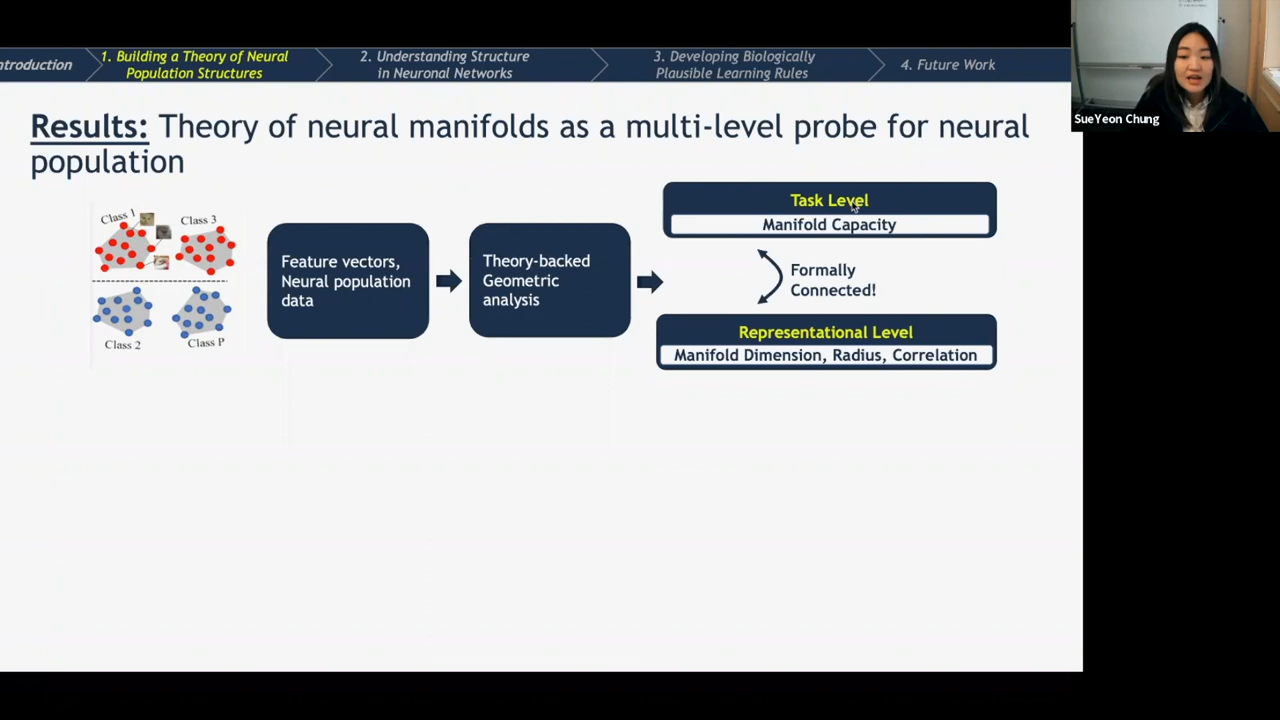 ntroduction
1. Building a Theory of Neural
Population Structures
2. Understanding Structure
in Neuronal Networks
3. Developing Biologically
Plausible Learning Rules
4. Future Work
SueYeon Chung
Results: Theory of neural manifolds as a multi-level probe for neural
population
Class 1
Class 3
Class 2
Class P
Feature vectors,
Neural population
data
Theory-backed
Geometric
analysis
Task Level
Manifold Capacity
Formally
Connected!
Representational Level
Manifold Dimension, Radius, Correlation